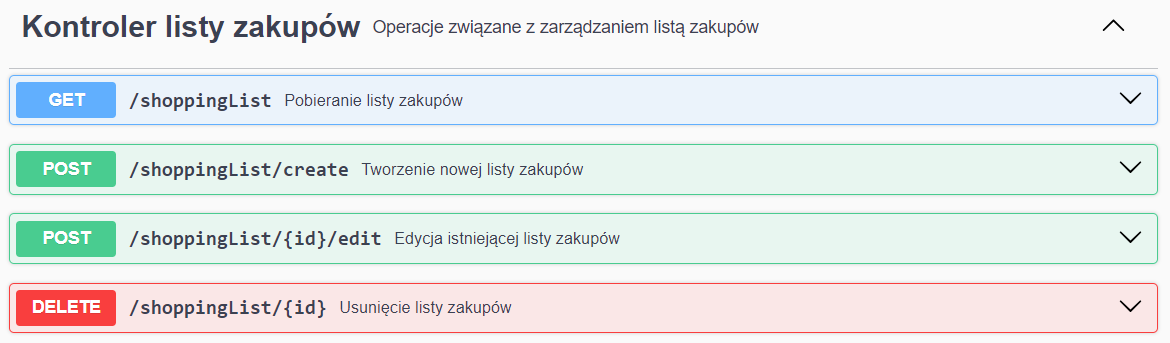 Kontroler listy zakupów Operacje związane z zarządzaniem listą zakupów
GET /shoppingList Pobieranie listy zakupów
POST /shoppingList/create Tworzenie nowej listy zakupów
POST /shoppingList/{id}/edit Edycja istniejącej listy zakupów
DELETE /shoppingList/{id} Usunięcie listy zakupów